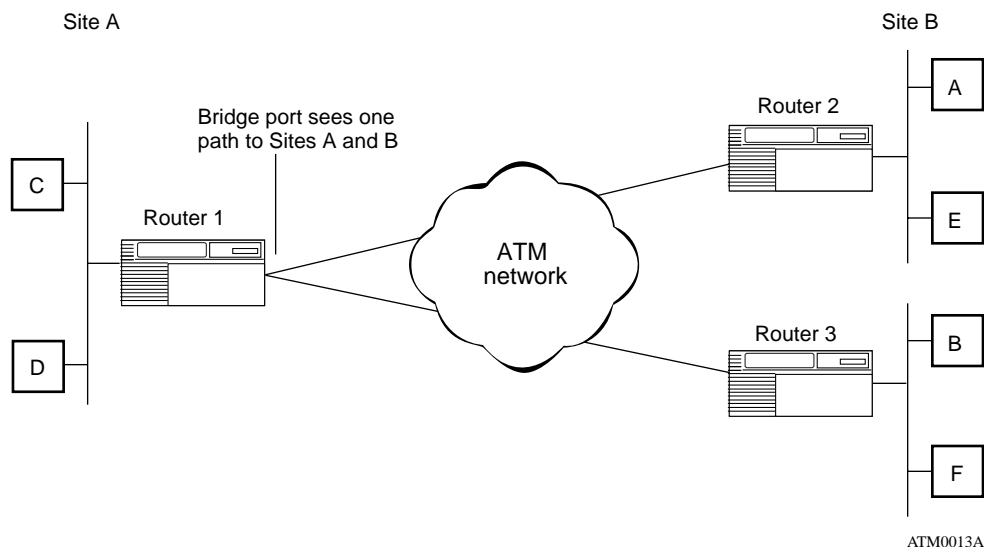 Site A
Site B
A
Router 2
Bridge port sees one
path to Sites A and B
C
Router 1
E
ATM
network
Router 3
B
D
F
ATM0013A